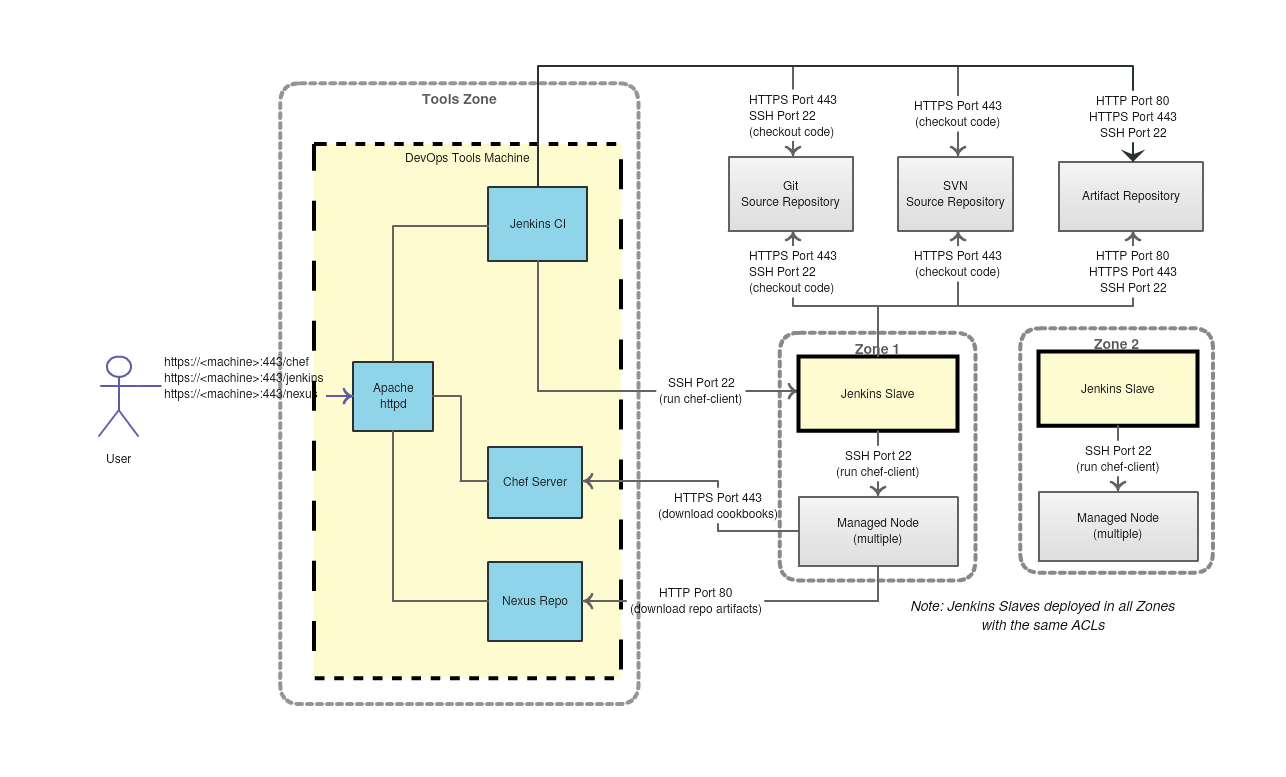 Tools Zone
DevOps Tools Machine
Jenkins CI
Apache
httpd
Chef Server
Nexus Repo
https://<machine>:443/chef
https://<machine>:443/jenkins
https://<machine>:443/nexus
User
HTTPS Port 443
SSH Port 22
(checkout code)
HTTPS Port 443
(checkout code)
HTTP Port 80
HTTPS Port 443
SSH Port 22
Git
Source Repository
SVN
Source Repository
Artifact Repository
HTTPS Port 443
SSH Port 22
(checkout code)
HTTPS Port 443
(checkout code)
HTTP Port 80
HTTPS Port 443
SSH Port 22
Zone 1
Jenkins Slave
SSH Port 22
(run chef-client)
SSH Port 22
(run chef-client)
Managed Node
(multiple)
HTTPS Port 443
(download cookbooks)
HTTP Port 80
(download repo artifacts)
Zone 2
Jenkins Slave
SSH Port 22
(run chef-client)
Managed Node
(multiple)
Note: Jenkins Slaves deployed in all Zones
with the same ACLs